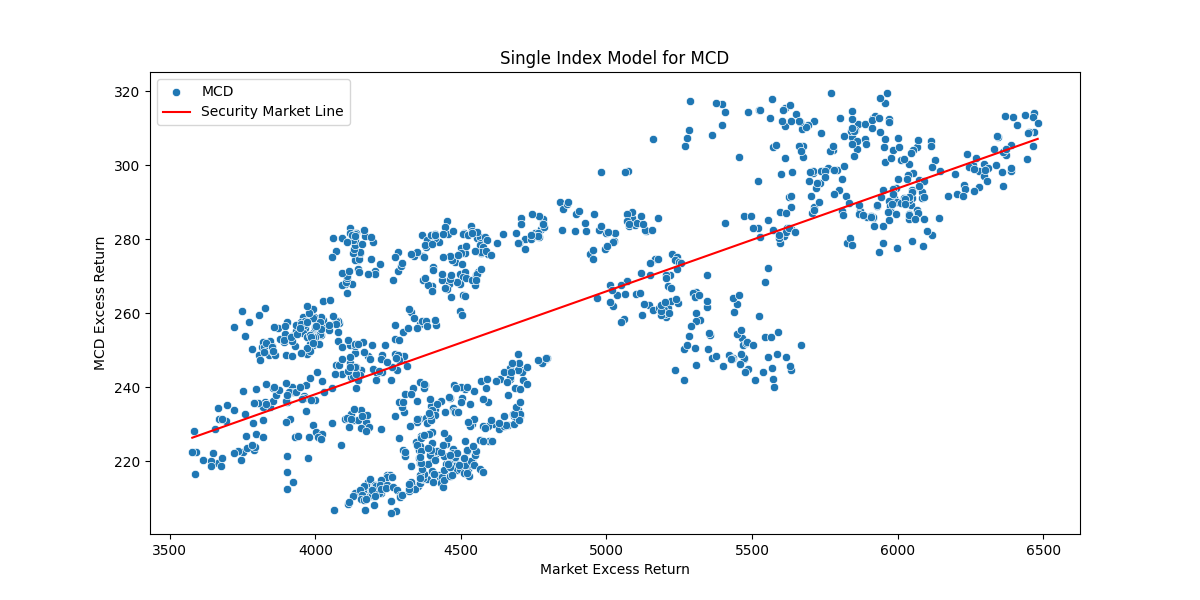 Single Index Model for MCD
MCD
Security Market Line
320
300
280
260
240
220
MCD Excess Return
3500 4000 4500 5000 5500 6000 6500
Market Excess Return